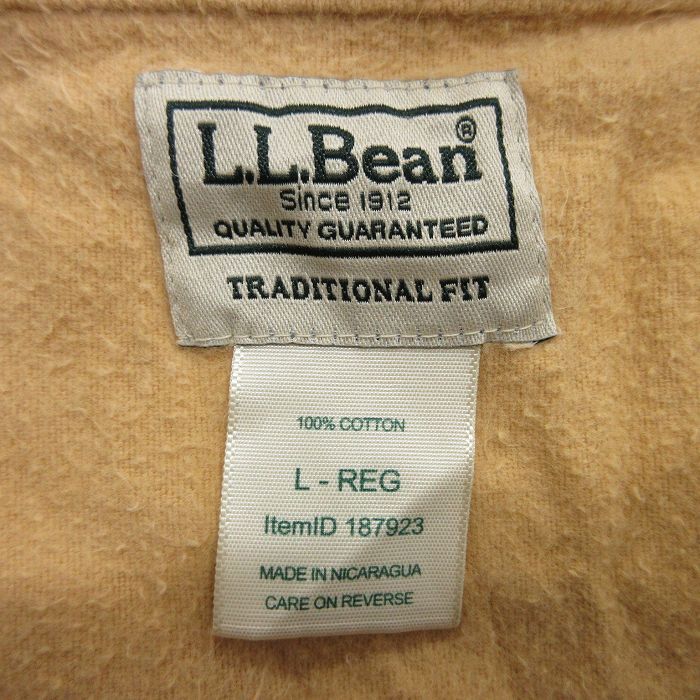 L.L.Bean®
Since 1912
QUALITY GUARANTEED
TRADITIONAL FIT
100% COTTON
L - REG
ItemID 187923
MADE IN NICARAGUA
CARE ON REVERSE